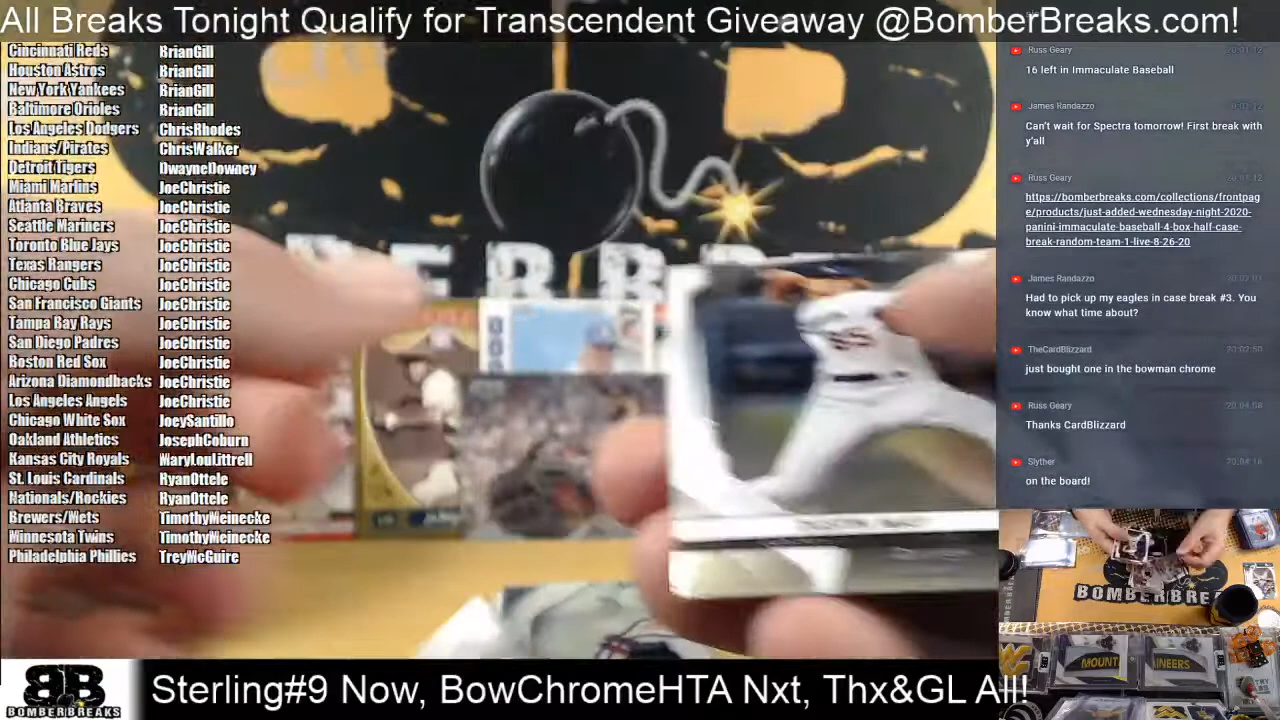 All Breaks Tonight Qualify for Transcendent Giveaway @BomberBreaks.com!
Cincinnati Reds BrianGill
Houston Astros BrianGill
New York Yankees BrianGill
Baltimore Orioles BrianGill
Los Angeles Dodgers ChrisRhodes
Indians/Pirates ChrisWalker
Detroit Tigers DwayneDowney
Miami Marlins JoeChristie
Atlanta Braves JoeChristie
Seattle Mariners JoeChristie
Toronto Blue Jays JoeChristie
Texas Rangers JoeChristie
Chicago Cubs JoeChristie
San Francisco Giants JoeChristie
Tampa Bay Rays JoeChristie
San Diego Padres JoeChristie
Boston Red Sox JoeChristie
Arizona Diamondbacks JoeChristie
Los Angeles Angels JoeChristie
Chicago White Sox JoeySantillo
Oakland Athletics JosephCoburn
Kansas City Royals MaryLouLittrell
St. Louis Cardinals RyanOttele
Nationals/Rockies RyanOttele
Brewers/Mets TimothyMeinecke
Minnesota Twins TimothyMeinecke
Philadelphia Phillies TreyMcGuire
Russ Geary
16 left in Immaculate Baseball
James Randazzo
Can't wait for Spectra tomorrow! First break with
y'all
Russ Geary
https://bomberbreaks.com/collections/frontpag
e/products/just-added-wednesday-night-2020-
panini-immaculate-baseball-4-box-half-case-
break-random-team-1-live-8-26-20
James Randazzo
Had to pick up my eagles in case break #3. You
know what time about?
TheCardBlizzard 20:02:50
just bought one in the bowman chrome
Russ Geary
Thanks CardBlizzard
Slyther
on the board!
BOMBERBRE
MOUNT
AINEERS
BB
BOMBERBREAKS
Sterling#9 Now, BowChromeHTA Nxt, Thx&GL All!